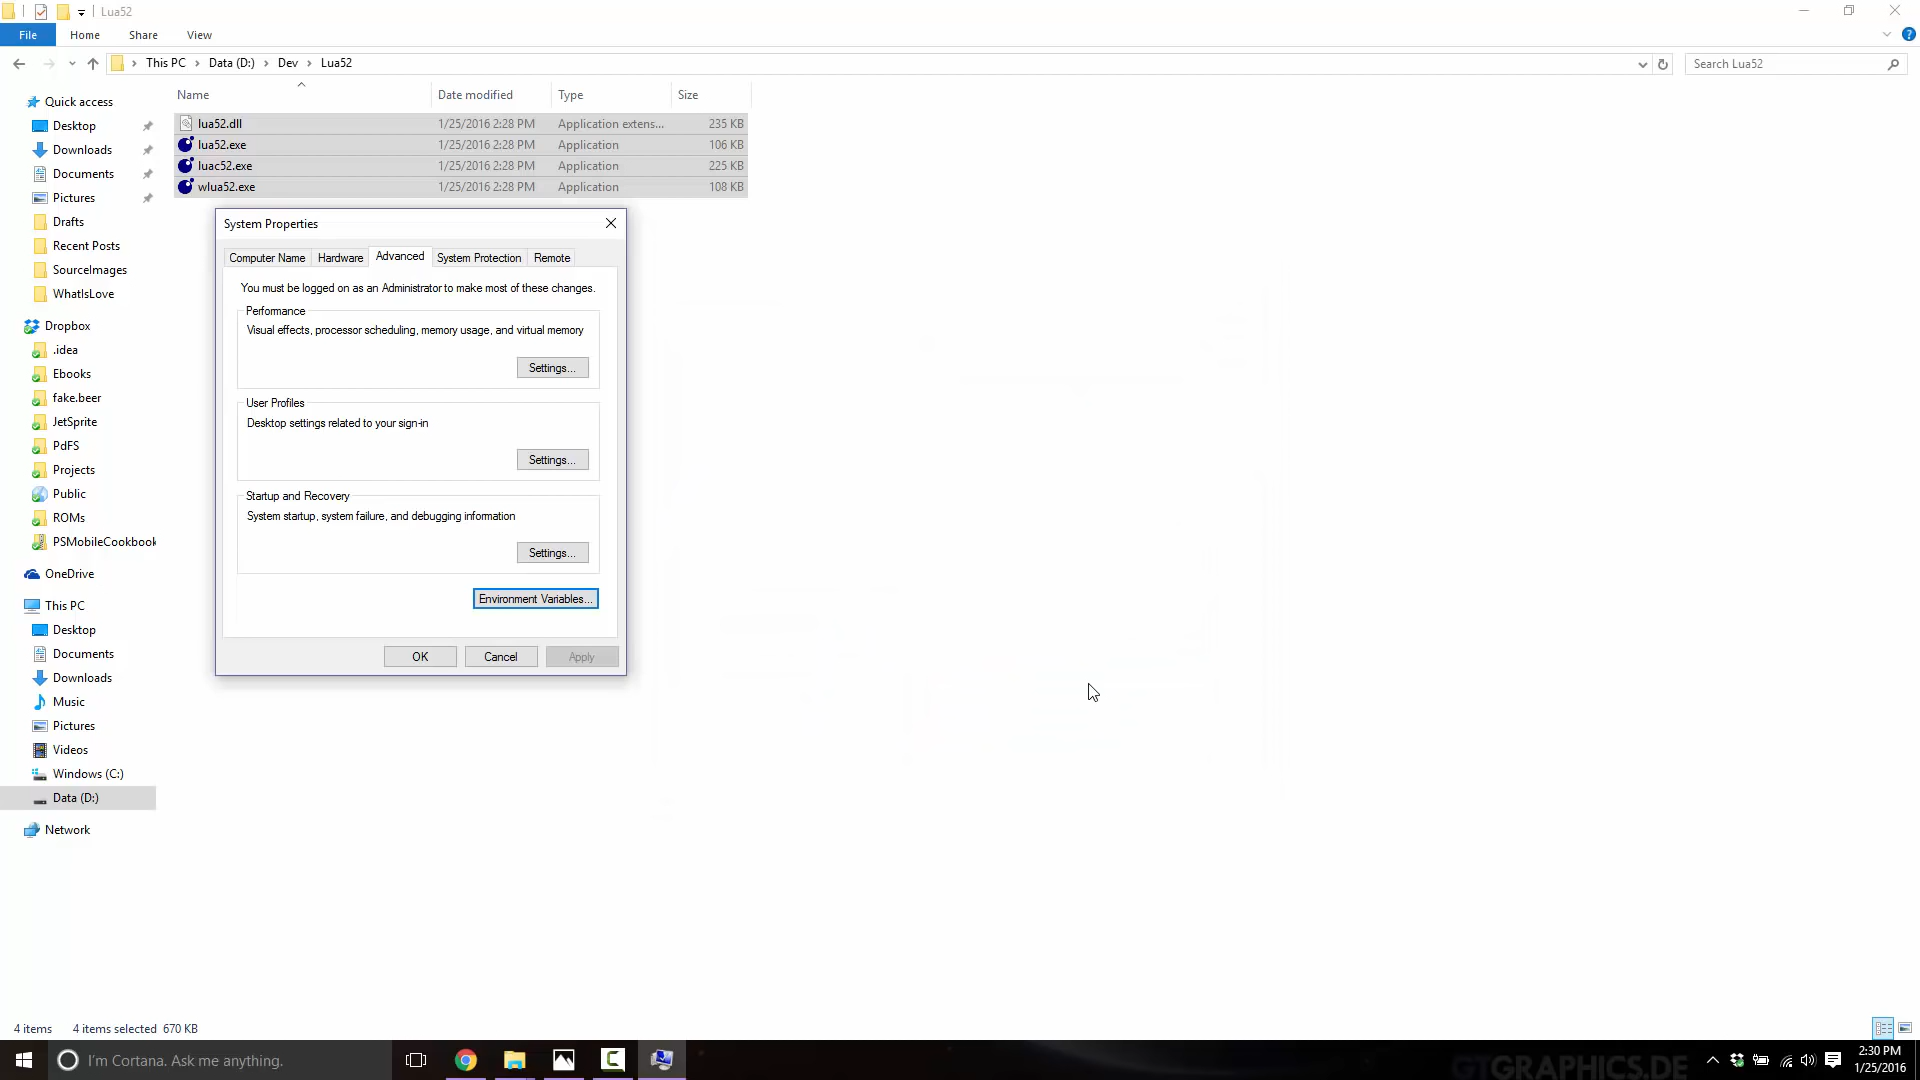 Lua52
File Home Share View
This PC Data (D:) Dev Lua52 Search Lua52
Name Date modified Type Size
lua52.dll 1/25/2016 2:28 PM Application extens... 235 KB
lua52.exe 1/25/2016 2:28 PM Application 106 KB
luac52.exe 1/25/2016 2:28 PM Application 225 KB
wlua52.exe 1/25/2016 2:28 PM Application 108 KB
Quick access
Desktop
Downloads
Documents
Pictures
Drafts
Recent Posts
SourceImages
WhatIsLove
Dropbox
.idea
Ebooks
fake.beer
JetSprite
PdFS
Projects
Public
ROMs
PSMobileCookbook
OneDrive
This PC
Desktop
Documents
Downloads
Music
Pictures
Videos
Windows (C:)
Data (D:)
Network
System Properties
Computer Name Hardware Advanced System Protection Remote
You must be logged on as an Administrator to make most of these changes.
Performance
Visual effects, processor scheduling, memory usage, and virtual memory
Settings...
User Profiles
Desktop settings related to your sign-in
Settings...
Startup and Recovery
System startup, system failure, and debugging information
Settings...
Environment Variables...
OK Cancel Apply
4 items 4 items selected 670 KB
I'm Cortana. Ask me anything.
GTGRAPHICS.DE
2:30 PM
1/25/2016